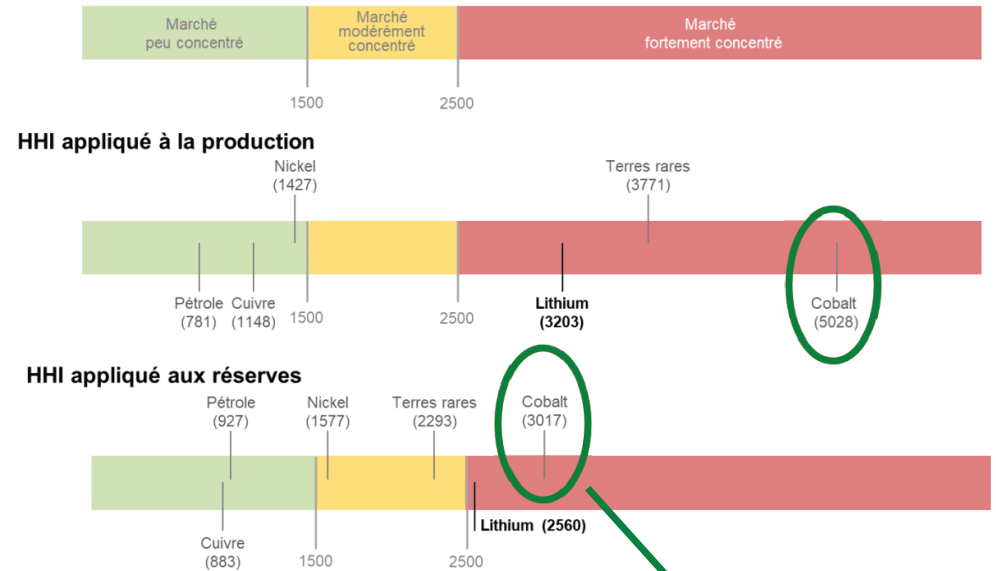 Marché
peu concentré
Marché
modérément
concentré
Marché
fortement concentré
1500
2500
HHI appliqué à la production
Nickel
(1427)
Terres rares
(3771)
Pétrole
(781)
Cuivre
(1148)
1500
2500
Lithium
(3203)
Cobalt
(5028)
HHI appliqué aux réserves
Pétrole
(927)
Nickel
(1577)
Terres rares
(2293)
Cobalt
(3017)
Lithium (2560)
Cuivre
(883)
1500
2500